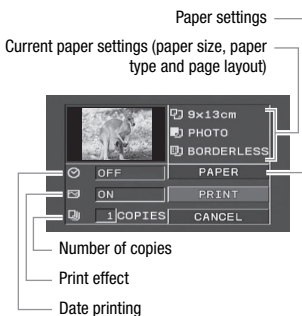 Paper settings
Current paper settings (paper size, paper
type and page layout)
9x13cm
PHOTO
BORDERLESS
OFF
PAPER
ON
PRINT
1 COPIES
CANCEL
Number of copies
Print effect
Date printing